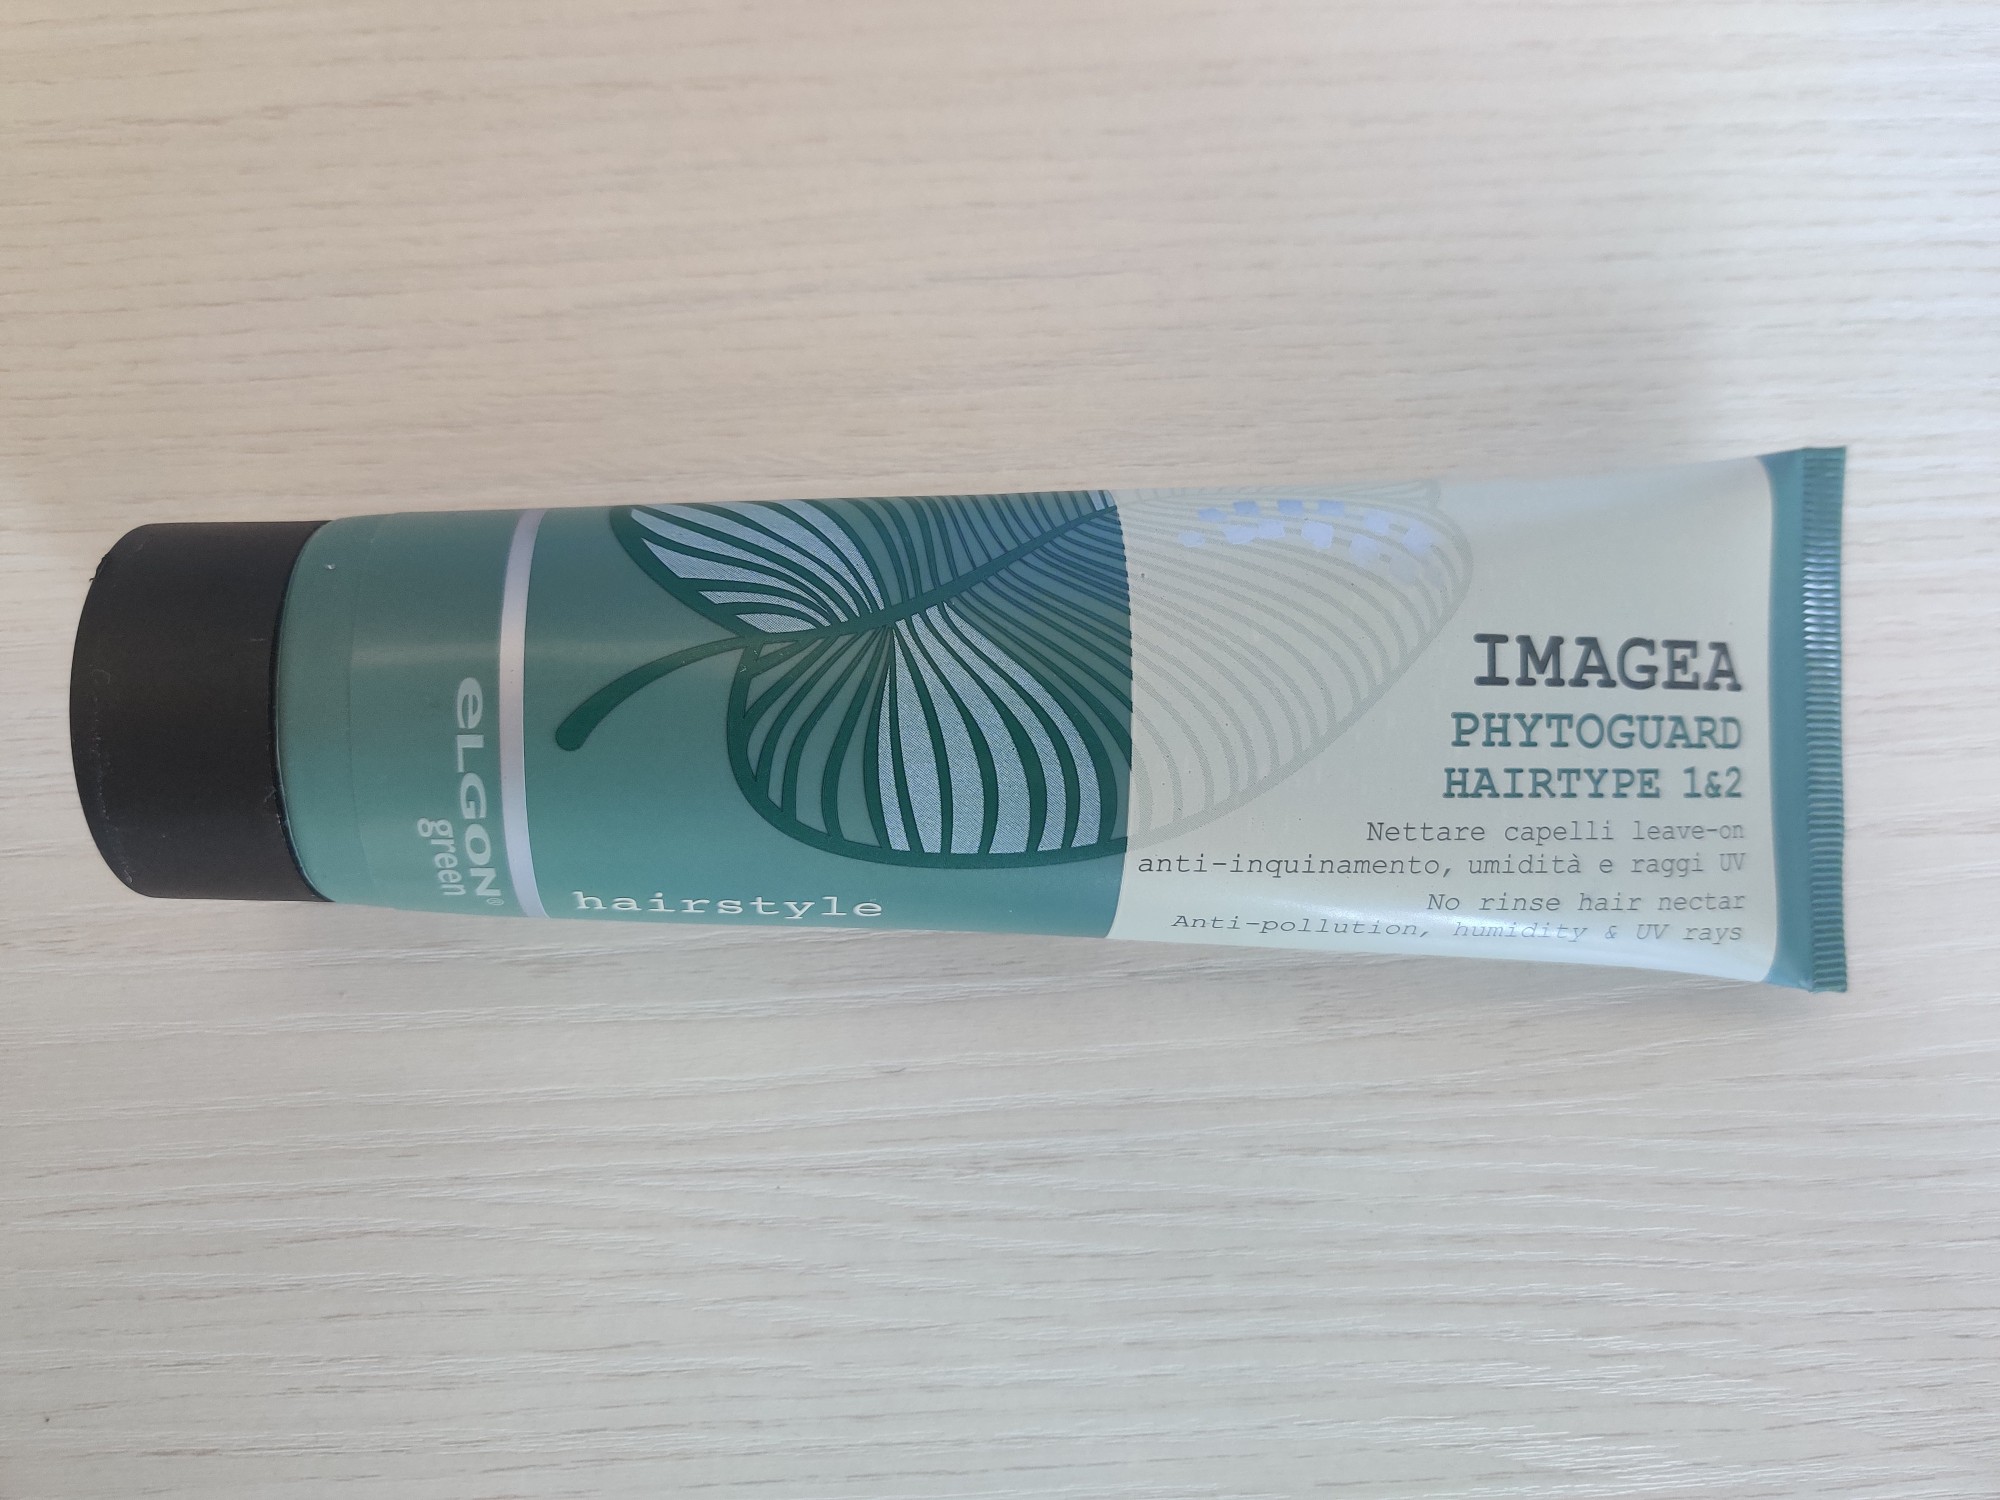 IMAGEA
PHYTOGUARD
HAIRTYPE 1&2
Nettare capelli leave-on
anti-inquinamento, umidità e raggi UV
No rinse hair nectar
Anti-pollution, humidity & UV rays
hairstyle
eLGON®
green